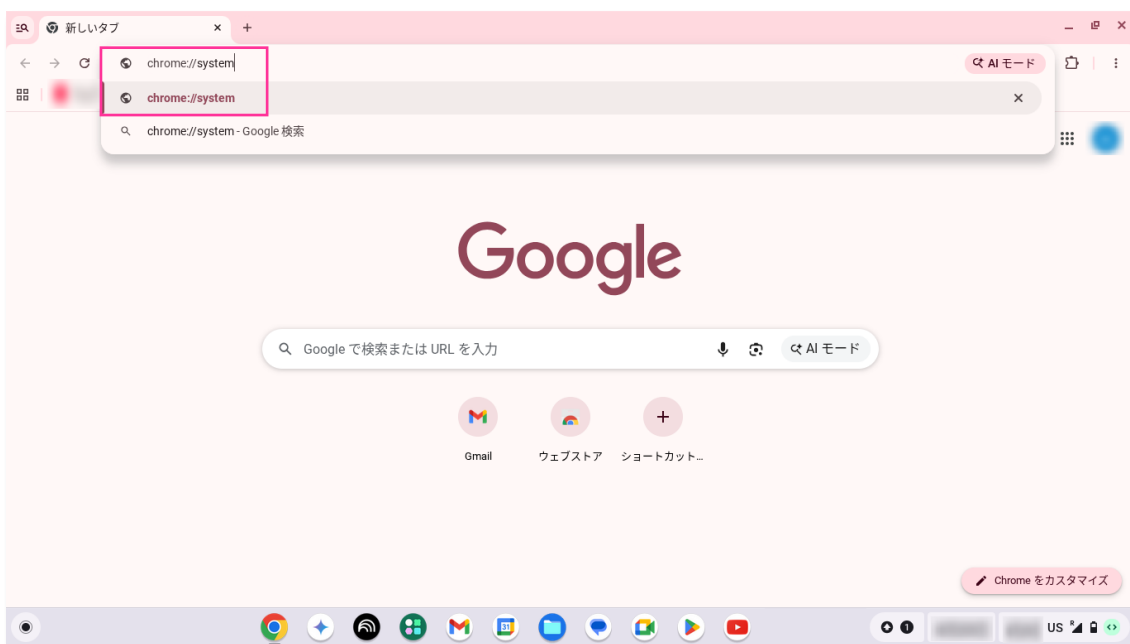 新しいタブ
chrome://system
AI モード
chrome://system
chrome://system - Google 検索
Google
Google で検索または URL を入力
AI モード
Gmail
ウェブストア
ショートカット...
Chrome をカスタマイズ
31
1
US
R